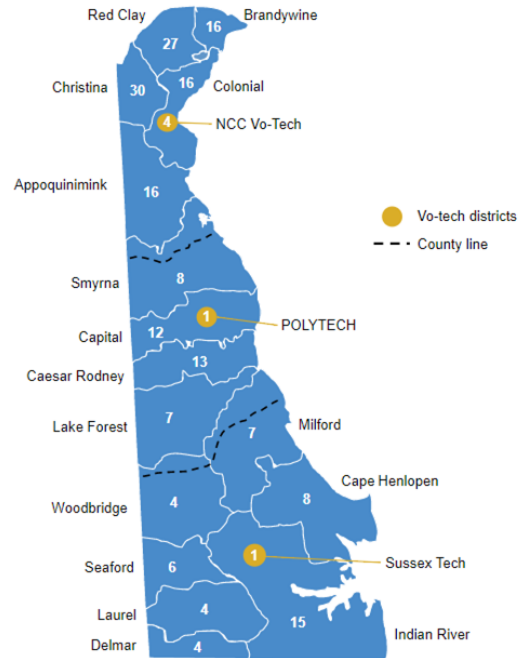 Red Clay
Brandywine
16
27
Christina
16
Colonial
30
4
NCC Vo-Tech
Appoquinimink
16
Vo-tech districts
County line
Smyrna
8
1
POLYTECH
Capital
12
13
Caesar Rodney
Lake Forest
7
7
Milford
Cape Henlopen
Woodbridge
4
8
1
Sussex Tech
Seaford
6
Laurel
4
15
Indian River
Delmar
4